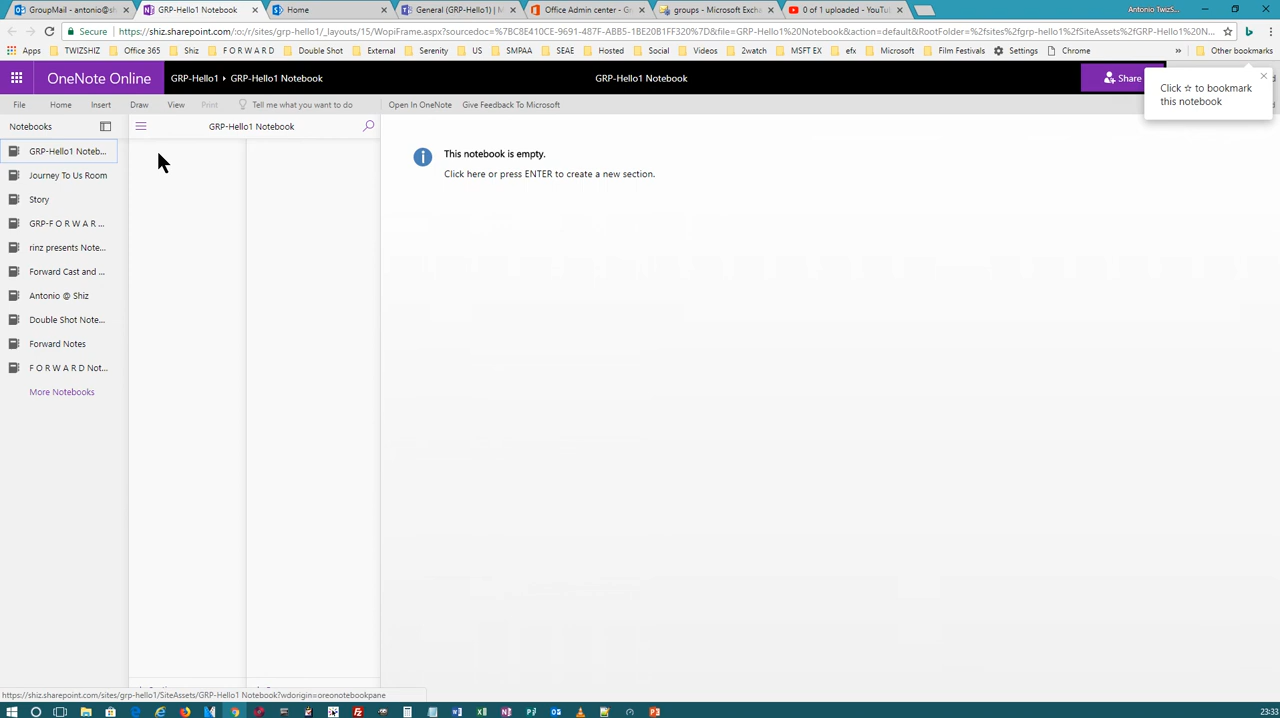 GroupMail - antonio@s
GRP-Hello1 Notebook
Home
General (GRP-Hello1) | M
Office Admin center - Gr
groups - Microsoft Excha
0 of 1 uploaded - YouTu
Antonio TwizS
Secure
https://shiz.sharepoint.com/:o:/r/sites/grp-hello1/_layouts/15/WopiFrame.aspx?sourcedoc=%7BC8E410CE-9691-487F-ABB5-1BE20B1FF320%7D&file=GRP-Hello1%20Notebook&action=default&RootFolder=%2fsites%2fgrp-hello1%2fSiteAssets%2fGRP-Hello1%20N...
Apps
TWIZSHIZ
Office 365
Shiz
F O R W A R D
Double Shot
External
Serenity
US
SMPAA
SEAE
Hosted
Social
Video
2watch
MSFT EX
efx
Microsoft
Film Festivals
Settings
Chrome
»
Other bookmarks
OneNote Online
GRP-Hello1 › GRP-Hello1 Notebook
GRP-Hello1 Notebook
Share
Click ☆ to bookmark
this notebook
File
Home
Insert
Draw
View
Print
Tell me what you want to do
Open In OneNote
Give Feedback To Microsoft
Notebooks
GRP-Hello1 Notebook
GRP-Hello1 Noteb...
Journey To Us Room
Story
GRP-F O R W A R ...
rinz presents Note...
Forward Cast and ...
Antonio @ Shiz
Double Shot Note...
Forward Notes
F O R W A R D Not...
More Notebooks
This notebook is empty.
Click here or press ENTER to create a new section.
https://shiz.sharepoint.com/sites/grp-hello1/SiteAssets/GRP-Hello1 Notebook?wdorigin=oreonotebookpane
23:33